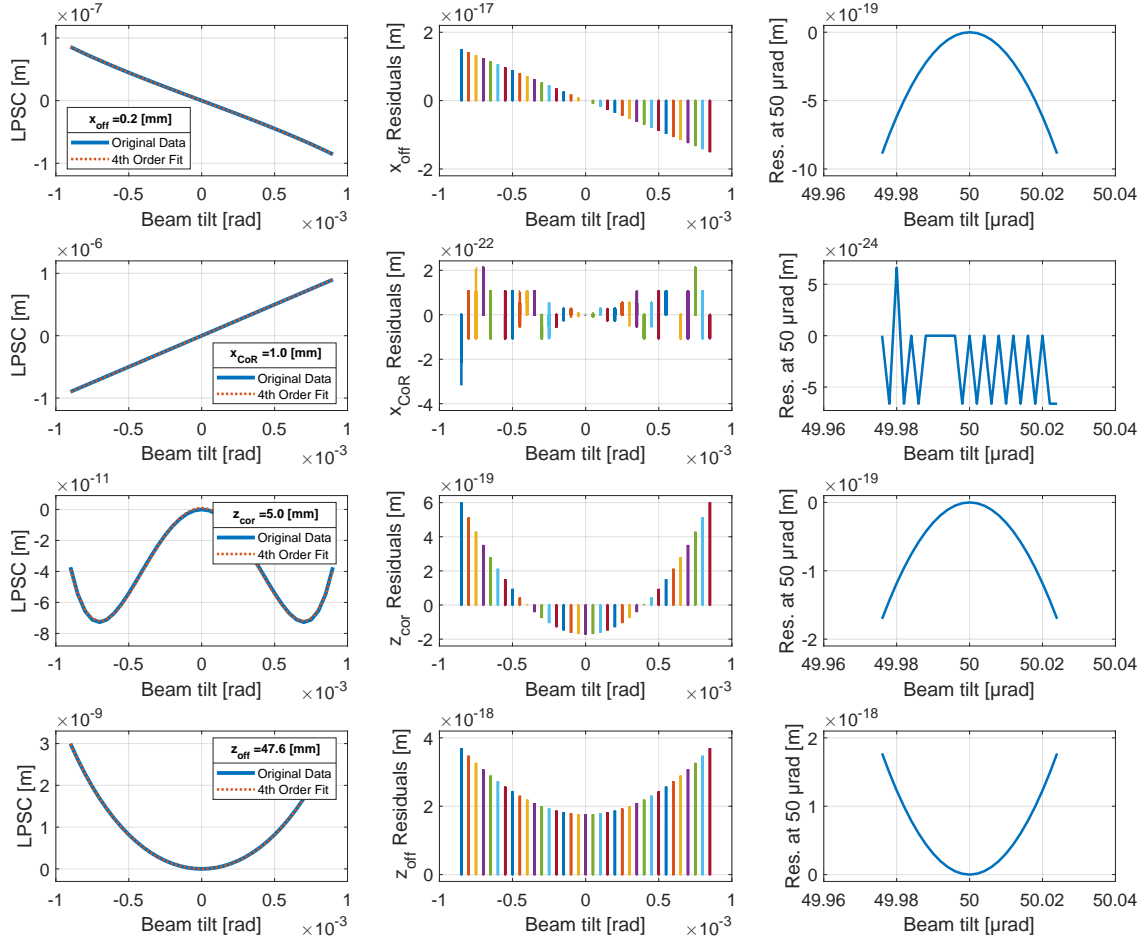 ×10⁻⁷
1
0
-1
LPSC [m]
x_off =0.2 [mm]
Original Data
4th Order Fit
-1 -0.5 0 0.5 1
Beam tilt [rad] ×10⁻³
×10⁻¹⁷
2
0
-2
x_off Residuals [m]
-1 -0.5 0 0.5 1
Beam tilt [rad] ×10⁻³
×10⁻¹⁹
0
-5
-10
Res. at 50 µrad [m]
49.96 49.98 50 50.02 50.04
Beam tilt [µrad]
×10⁻⁶
1
0
-1
LPSC [m]
x_CoR =1.0 [mm]
Original Data
4th Order Fit
-1 -0.5 0 0.5 1
Beam tilt [rad] ×10⁻³
×10⁻²²
2
0
-2
-4
x_CoR Residuals [m]
-1 -0.5 0 0.5 1
Beam tilt [rad] ×10⁻³
×10⁻²⁴
5
0
-5
Res. at 50 µrad [m]
49.96 49.98 50 50.02 50.04
Beam tilt [µrad]
×10⁻¹¹
0
-2
-4
-6
-8
LPSC [m]
z_cor =5.0 [mm]
Original Data
4th Order Fit
-1 -0.5 0 0.5 1
Beam tilt [rad] ×10⁻³
×10⁻¹⁹
6
4
2
0
-2
z_cor Residuals [m]
-1 -0.5 0 0.5 1
Beam tilt [rad] ×10⁻³
×10⁻¹⁹
0
-1
-2
Res. at 50 µrad [m]
49.96 49.98 50 50.02 50.04
Beam tilt [µrad]
×10⁻⁹
3
2
1
0
LPSC [m]
z_off =47.6 [mm]
Original Data
4th Order Fit
-1 -0.5 0 0.5 1
Beam tilt [rad] ×10⁻³
×10⁻¹⁸
4
2
0
z_off Residuals [m]
-1 -0.5 0 0.5 1
Beam tilt [rad] ×10⁻³
×10⁻¹⁸
2
1
0
Res. at 50 µrad [m]
49.96 49.98 50 50.02 50.04
Beam tilt [µrad]